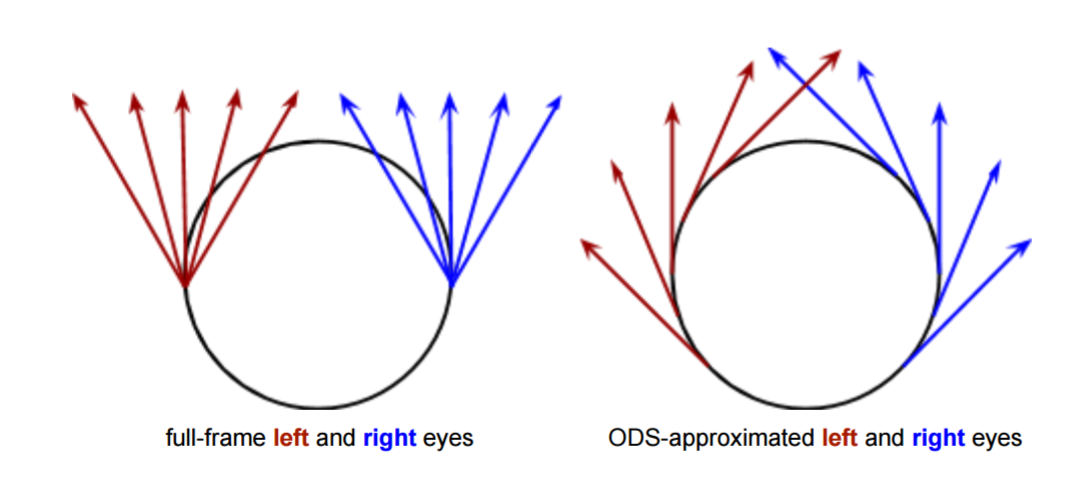 full-frame left and right eyes
ODS-approximated left and right eyes